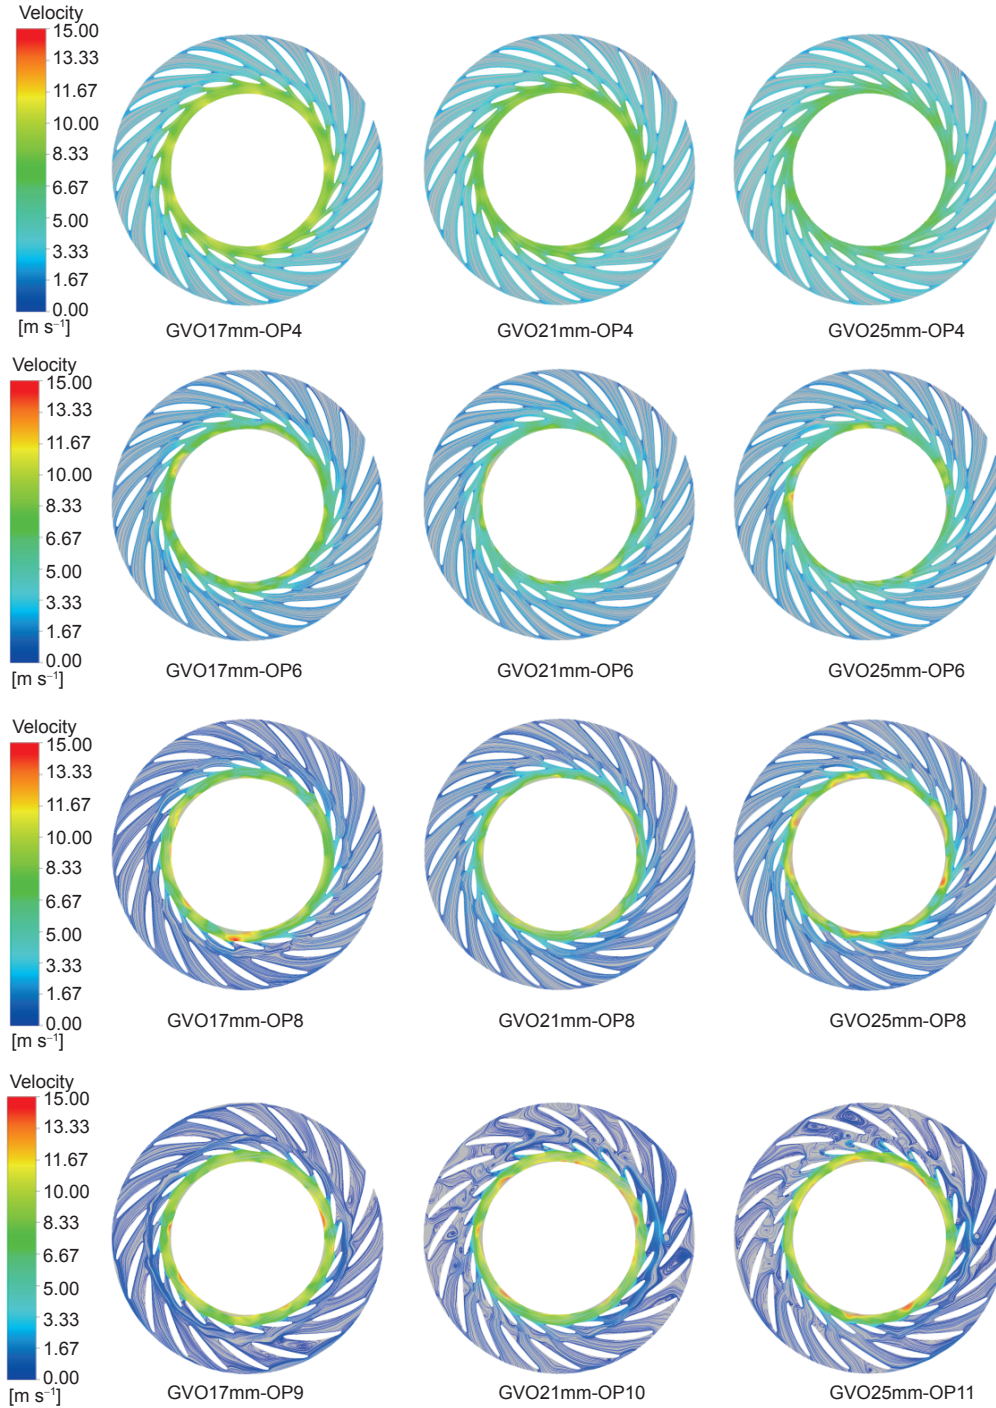 Velocity
15.00
13.33
11.67
10.00
8.33
6.67
5.00
3.33
1.67
0.00
[m s⁻¹]
GVO17mm-OP4
GVO21mm-OP4
GVO25mm-OP4
Velocity
15.00
13.33
11.67
10.00
8.33
6.67
5.00
3.33
1.67
0.00
[m s⁻¹]
GVO17mm-OP6
GVO21mm-OP6
GVO25mm-OP6
Velocity
15.00
13.33
11.67
10.00
8.33
6.67
5.00
3.33
1.67
0.00
[m s⁻¹]
GVO17mm-OP8
GVO21mm-OP8
GVO25mm-OP8
Velocity
15.00
13.33
11.67
10.00
8.33
6.67
5.00
3.33
1.67
0.00
[m s⁻¹]
GVO17mm-OP9
GVO21mm-OP10
GVO25mm-OP11